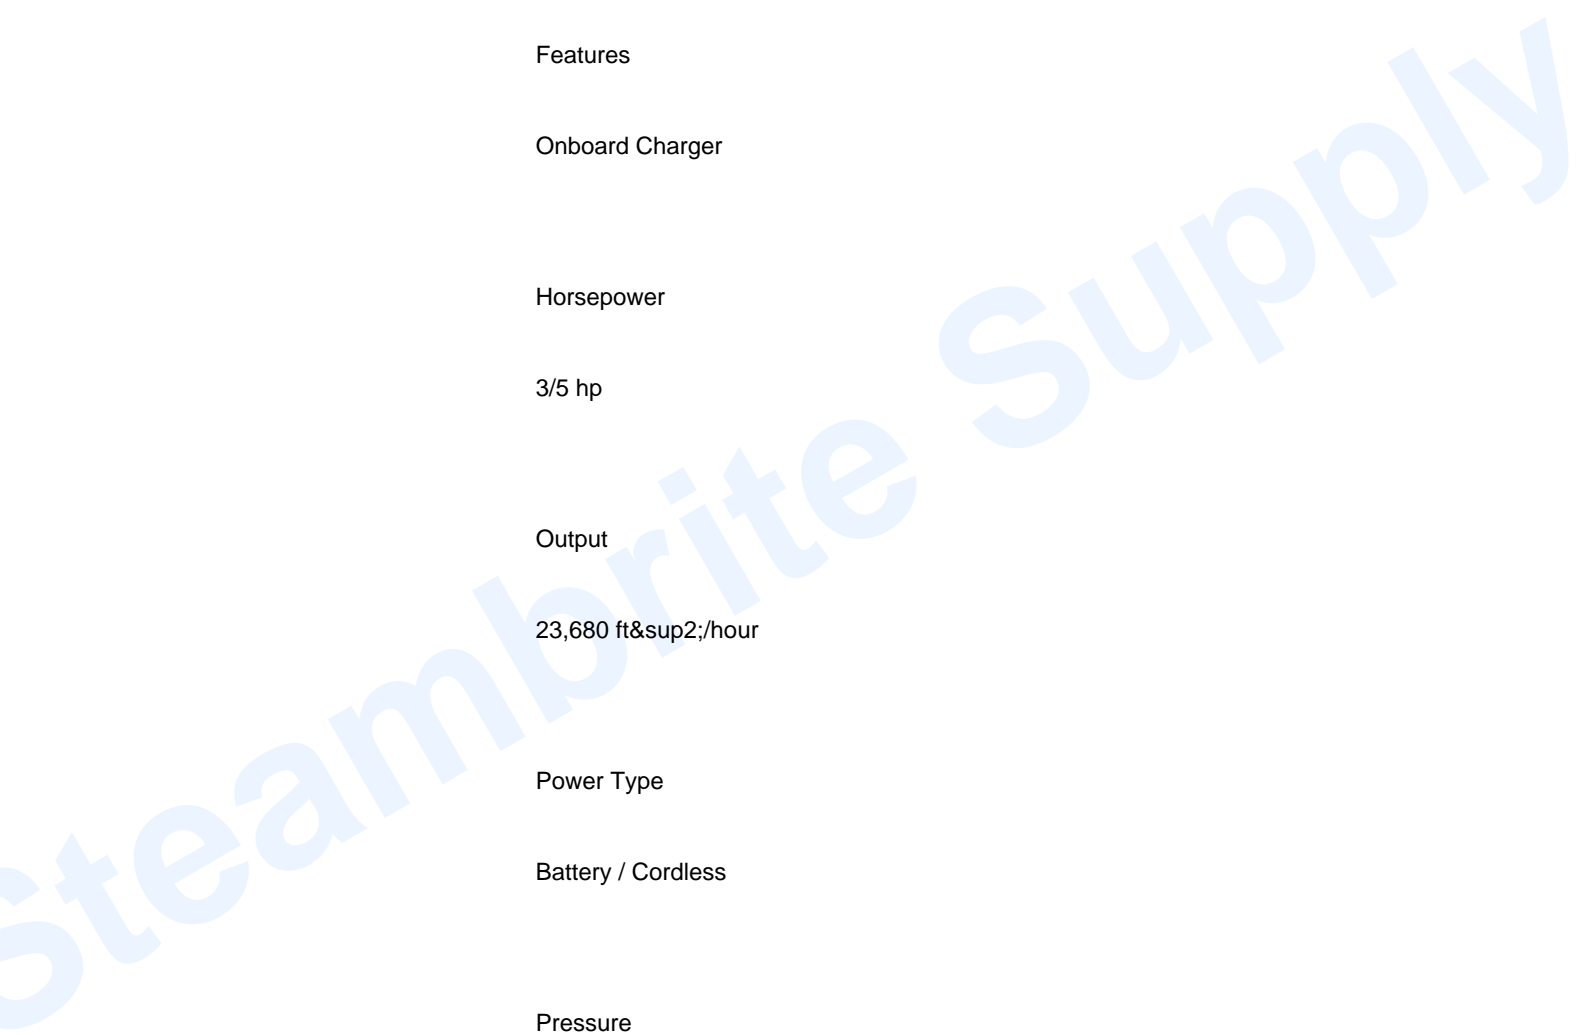 Features
Onboard Charger
Horsepower
3/5 hp
Output
23,680 ft&sup2;/hour
Power Type
Battery / Cordless
Pressure
Steambrite Supply